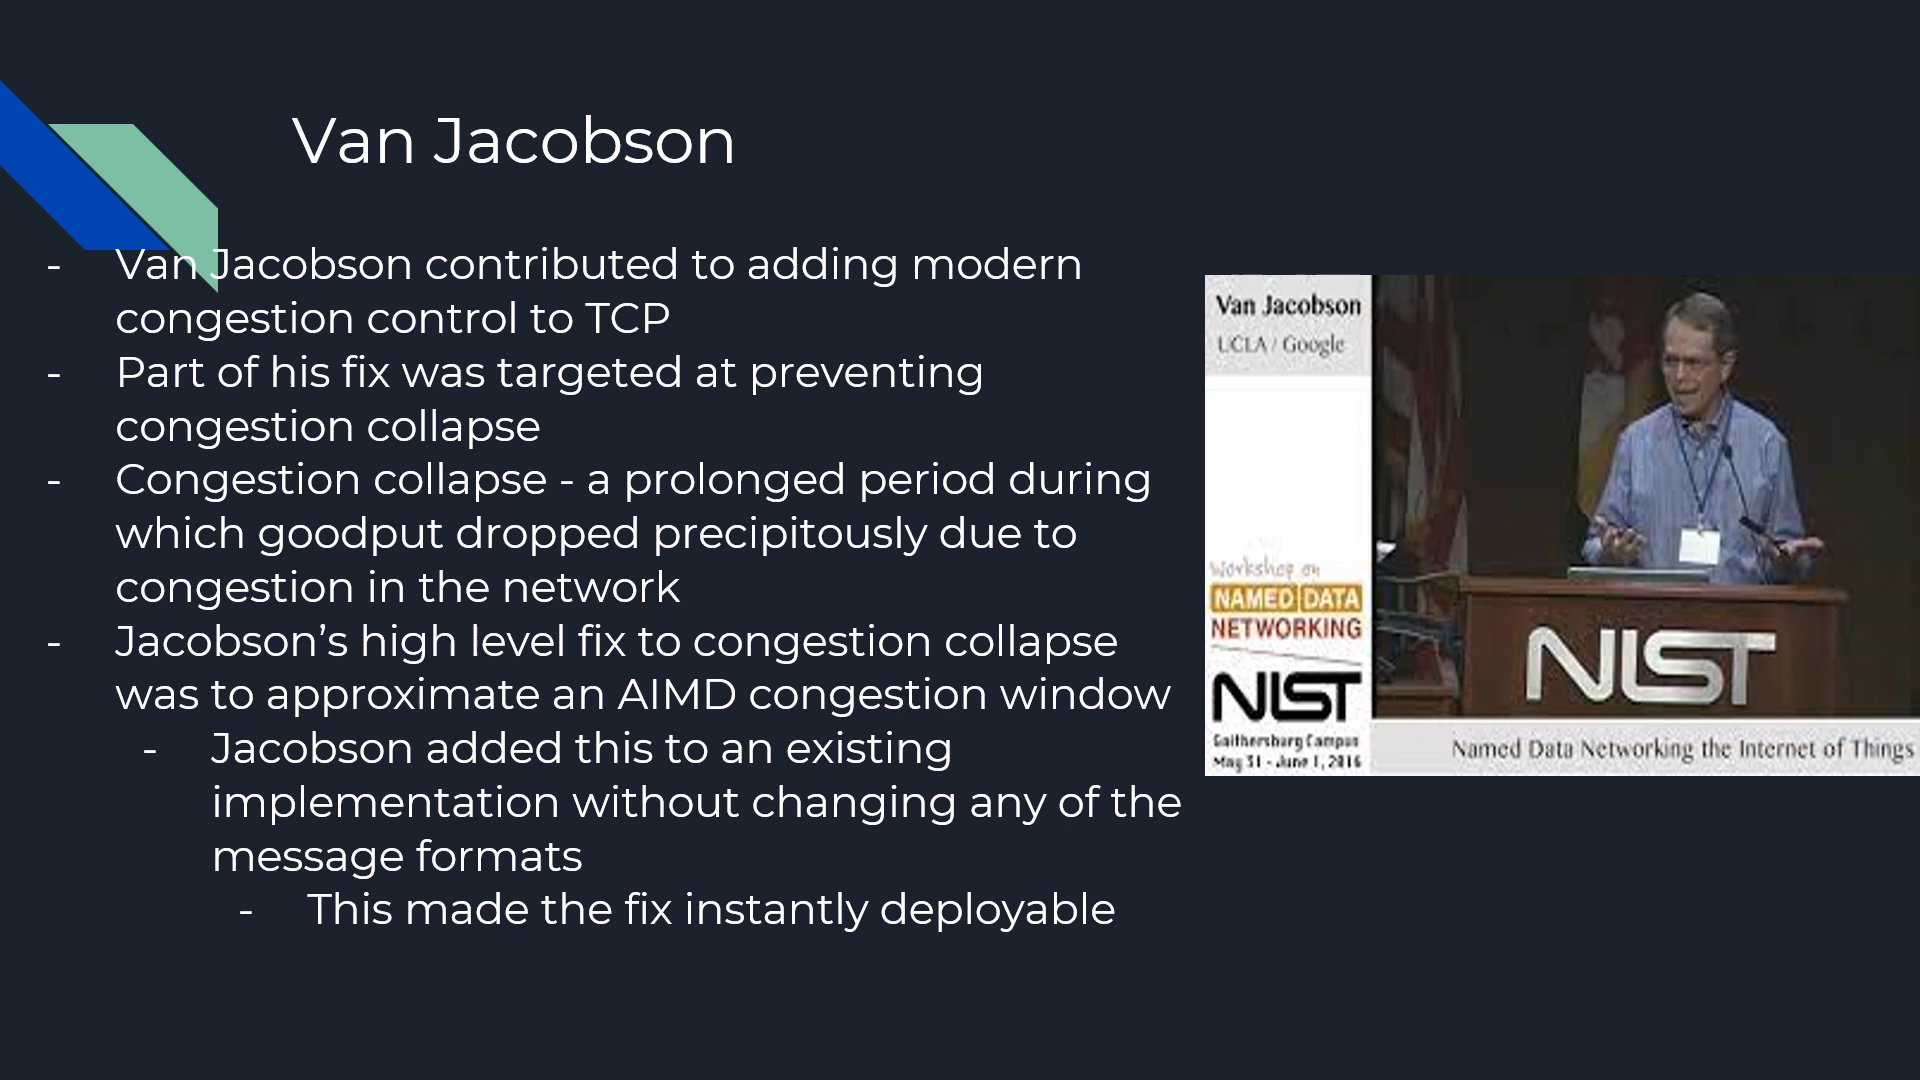 Van Jacobson
- Van Jacobson contributed to adding modern
congestion control to TCP
- Part of his fix was targeted at preventing
congestion collapse
- Congestion collapse - a prolonged period during
which goodput dropped precipitously due to
congestion in the network
- Jacobson’s high level fix to congestion collapse
was to approximate an AIMD congestion window
- Jacobson added this to an existing
implementation without changing any of the
message formats
- This made the fix instantly deployable
Van Jacobson
UCLA / Google
Workshop on
NAMED DATA
NETWORKING
NIST
Gaithersburg Campus
May 31 - June 1, 2016
NIST
Named Data Networking the Internet of Things